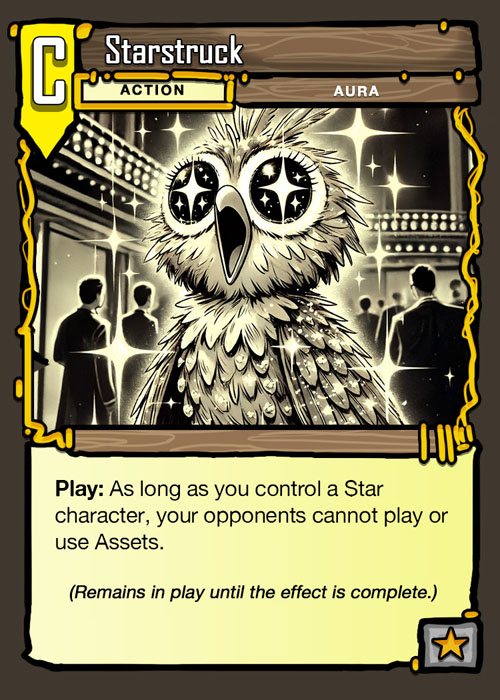 C
Starstruck
ACTION
AURA
Play: As long as you control a Star
character, your opponents cannot play or
use Assets.
(Remains in play until the effect is complete.)